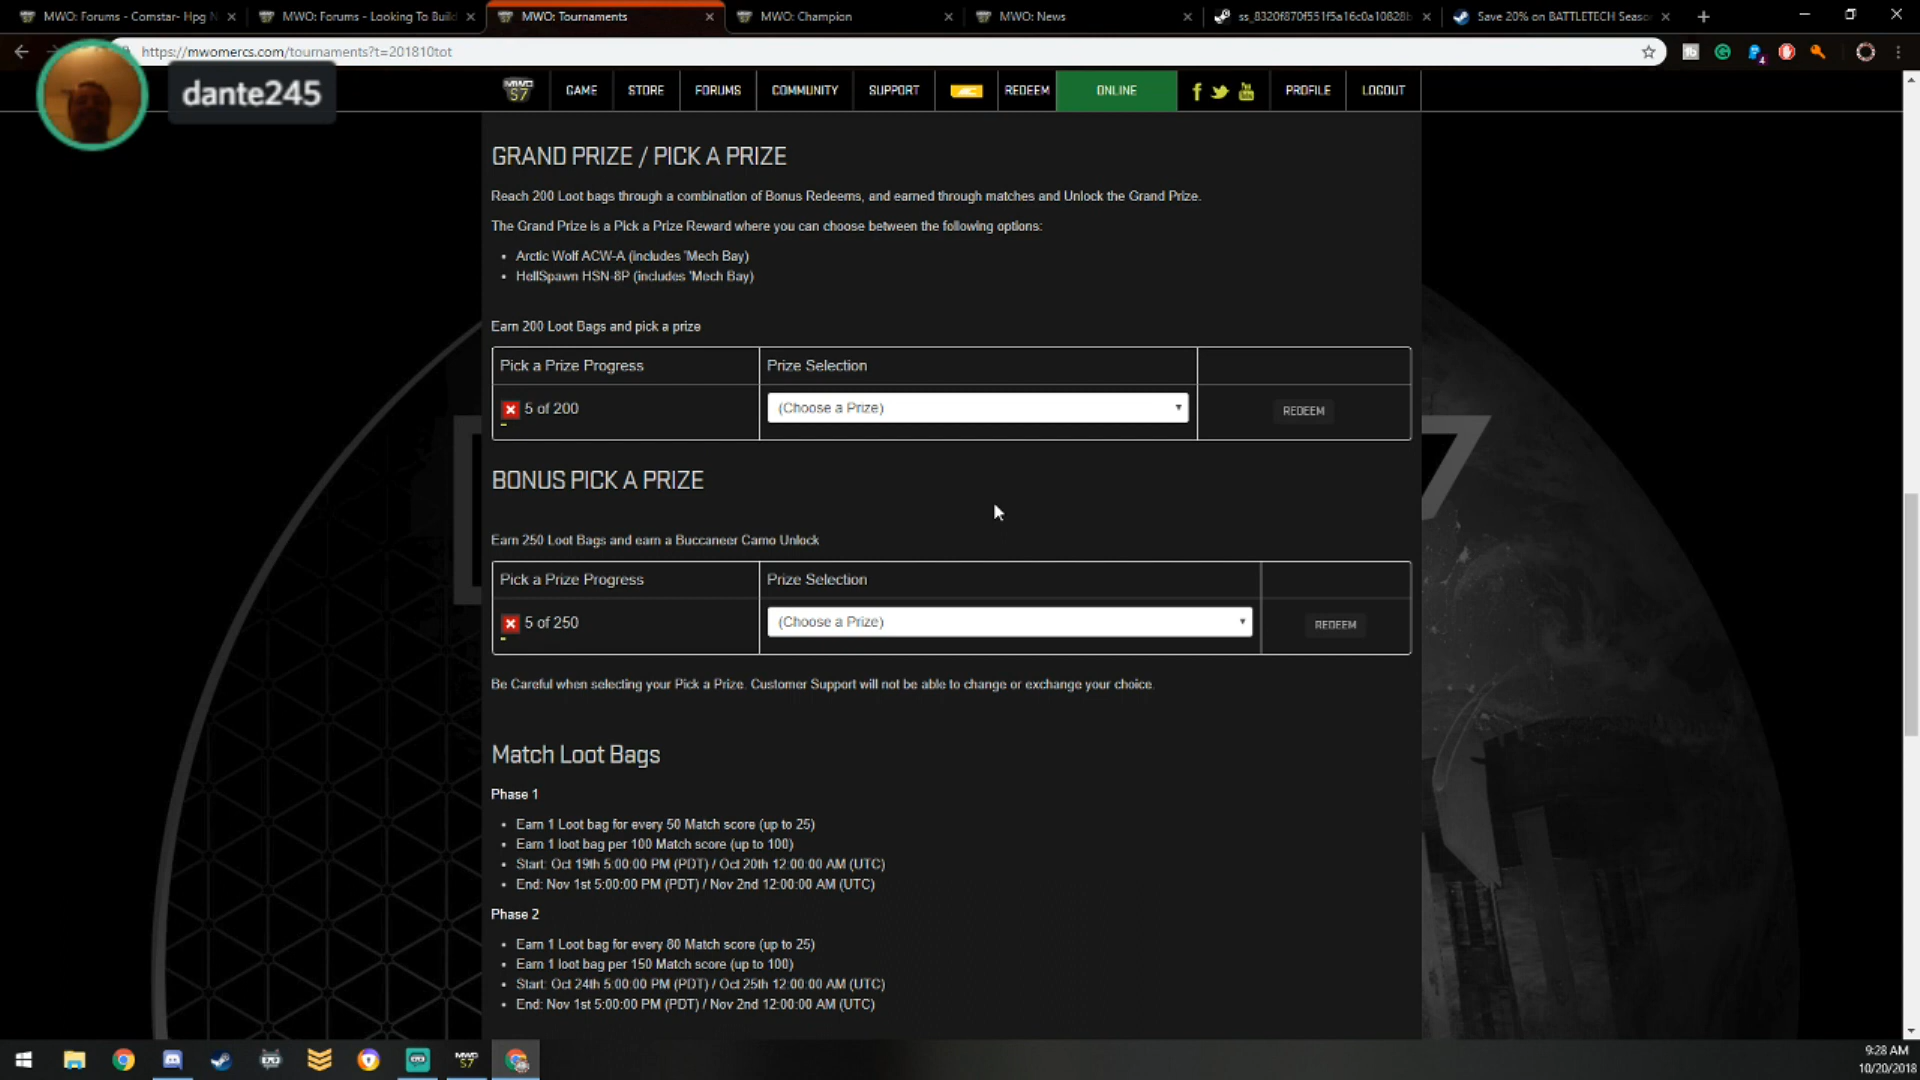 MWO: Forums - Comstar- Hpg N
MWO: Forums - Looking To Build
MWO: Tournaments
MWO: Champion
MWO: News
ss_8320f870f551f5a16c0a10828b
Save 20% on BATTLETECH Seaso
https://mwomercs.com/tournaments?t=201810tot
dante245
MWO S7
GAME
STORE
FORUMS
COMMUNITY
SUPPORT
MC
REDEEM
ONLINE
PROFILE
LOGOUT
GRAND PRIZE / PICK A PRIZE
Reach 200 Loot bags through a combination of Bonus Redeems, and earned through matches and Unlock the Grand Prize.
The Grand Prize is a Pick a Prize Reward where you can choose between the following options:
• Arctic Wolf ACW-A (includes 'Mech Bay)
• HellSpawn HSN-8P (includes 'Mech Bay)
Earn 200 Loot Bags and pick a prize
Pick a Prize Progress
Prize Selection
5 of 200
(Choose a Prize)
REDEEM
BONUS PICK A PRIZE
Earn 250 Loot Bags and earn a Buccaneer Camo Unlock
Pick a Prize Progress
Prize Selection
5 of 250
(Choose a Prize)
REDEEM
Be Careful when selecting your Pick a Prize. Customer Support will not be able to change or exchange your choice.
Match Loot Bags
Phase 1
• Earn 1 Loot bag for every 50 Match score (up to 25)
• Earn 1 loot bag per 100 Match score (up to 100)
• Start: Oct 19th 5:00:00 PM (PDT) / Oct 20th 12:00:00 AM (UTC)
• End: Nov 1st 5:00:00 PM (PDT) / Nov 2nd 12:00:00 AM (UTC)
Phase 2
• Earn 1 Loot bag for every 80 Match score (up to 25)
• Earn 1 loot bag per 150 Match score (up to 100)
• Start: Oct 24th 5:00:00 PM (PDT) / Oct 25th 12:00:00 AM (UTC)
• End: Nov 1st 5:00:00 PM (PDT) / Nov 2nd 12:00:00 AM (UTC)
MWO S7
9:28 AM
10/20/2018